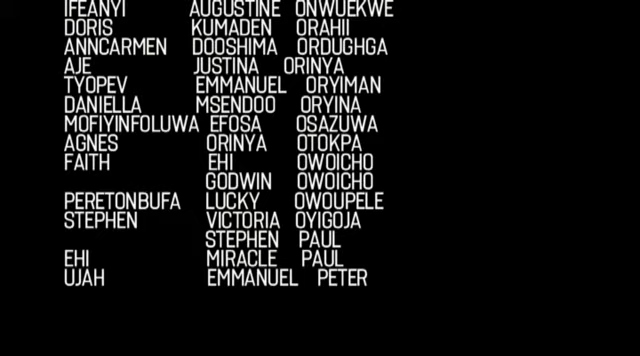 IFEANYI AUGUSTINE ONWUEKWE
DORIS KUMADEN ORAHII
ANNCARMEN DOOSHIMA ORDUGHGA
AJE JUSTINA ORINYA
TYOPEV EMMANUEL ORYIMAN
DANIELLA MSENDOO ORYINA
MOFIYINFOLUWA EFOSA OSAZUWA
AGNES ORINYA OTOKPA
FAITH EHI OWOICHO
GODWIN OWOICHO
PERETONBUFA LUCKY OWOUPELE
STEPHEN VICTORIA OYIGOJA
STEPHEN PAUL
EHI MIRACLE PAUL
UJAH EMMANUEL PETER